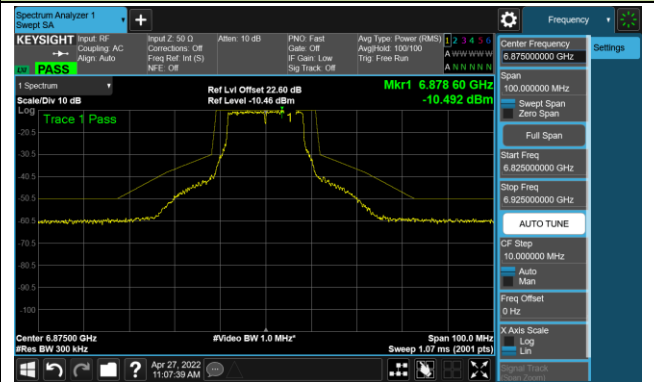 Spectrum Analyzer 1
Swept SA
Frequency
KEYSIGHT
Input: RF
Coupling: AC
Align: Auto
Input Z: 50 Ω
Corrections: Off
Freq Ref: Int (S)
NFE: Off
Atten: 10 dB
PNO: Fast
Gate: Off
IF Gain: Low
Sig Track: Off
Avg Type: Power (RMS)
Avg|Hold: 100/100
Trig: Free Run
1 2 3 4 5 6
A W W W W W
A N N N N N
PASS
1 Spectrum
Scale/Div 10 dB
Ref Lvl Offset 22.60 dB
Ref Level -10.46 dBm
Mkr1 6.878 60 GHz
-10.492 dBm
Log
Trace 1 Pass
1
-20.5
-30.5
-40.5
-50.5
-60.5
-70.5
-80.5
-90.5
-100
Center 6.87500 GHz
#Res BW 300 kHz
#Video BW 1.0 MHz*
Span 100.0 MHz
Sweep 1.07 ms (2001 pts)
Center Frequency
6.875000000 GHz
Settings
Span
100.000000 MHz
Swept Span
Zero Span
Full Span
Start Freq
6.825000000 GHz
Stop Freq
6.925000000 GHz
AUTO TUNE
CF Step
10.000000 MHz
Auto
Man
Freq Offset
0 Hz
X Axis Scale
Log
Lin
Signal Track
(Span Zoom)
Apr 27, 2022
11:07:39 AM